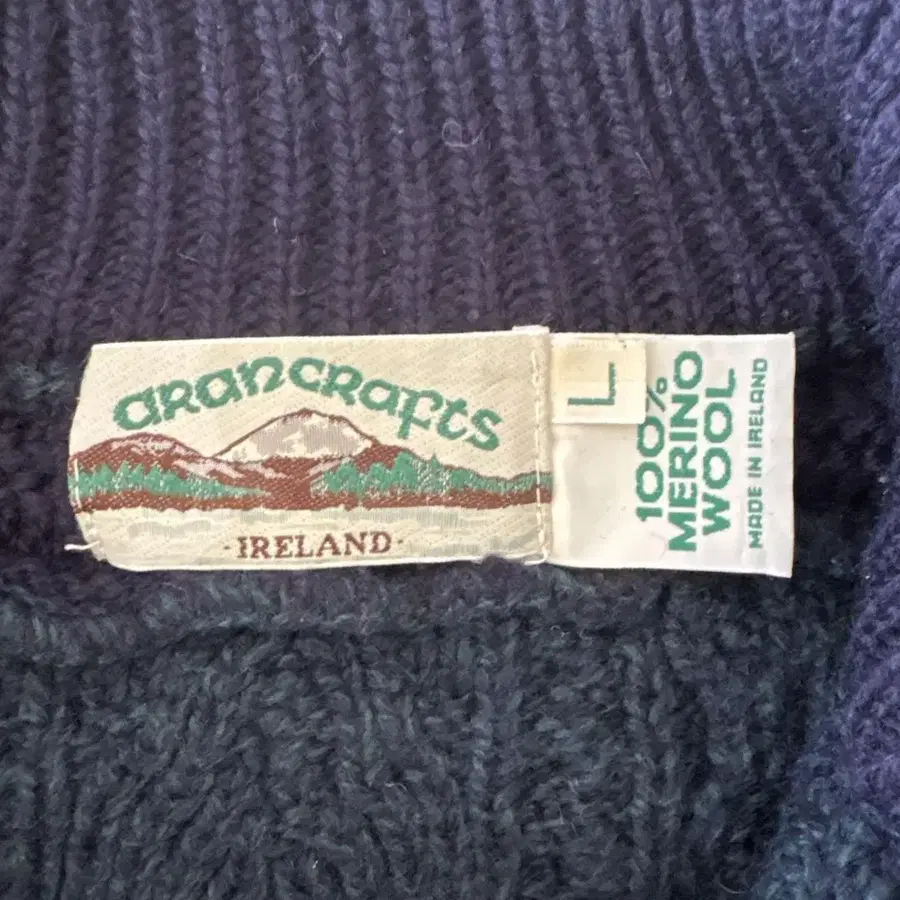 aRanCRafts
·IRELAND·
L
100%
MERINO
WOOL
MADE IN IRELAND